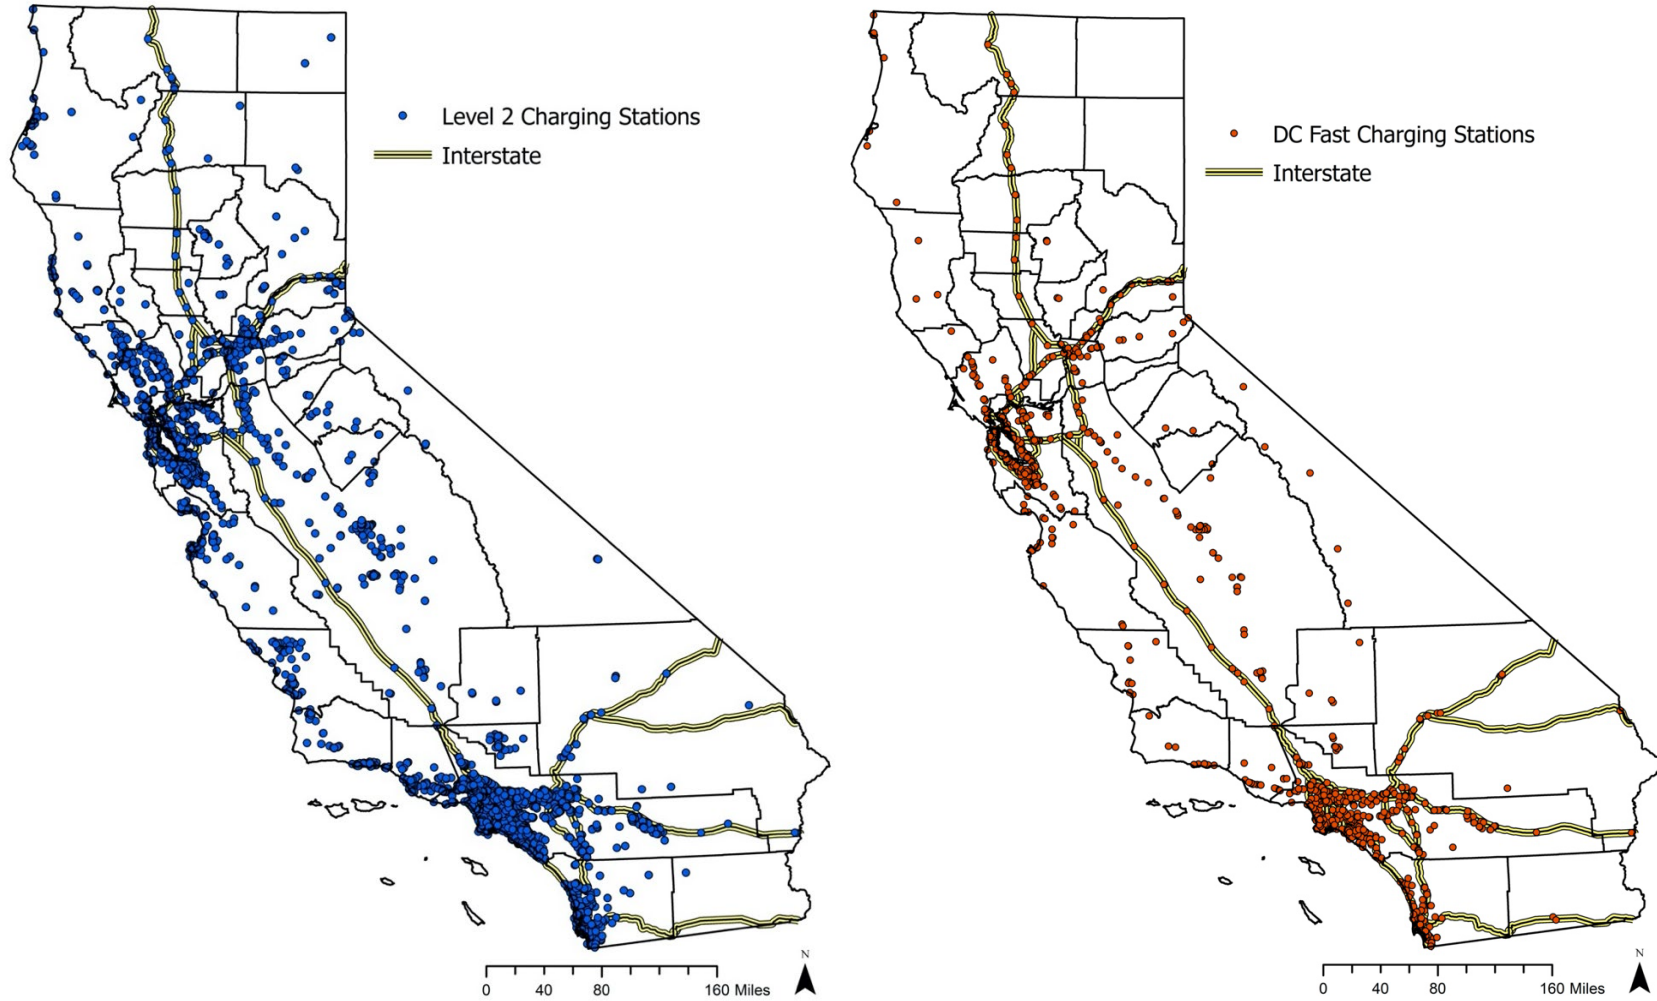 Level 2 Charging Stations
Interstate
N
0 40 80 160 Miles
DC Fast Charging Stations
Interstate
N
0 40 80 160 Miles